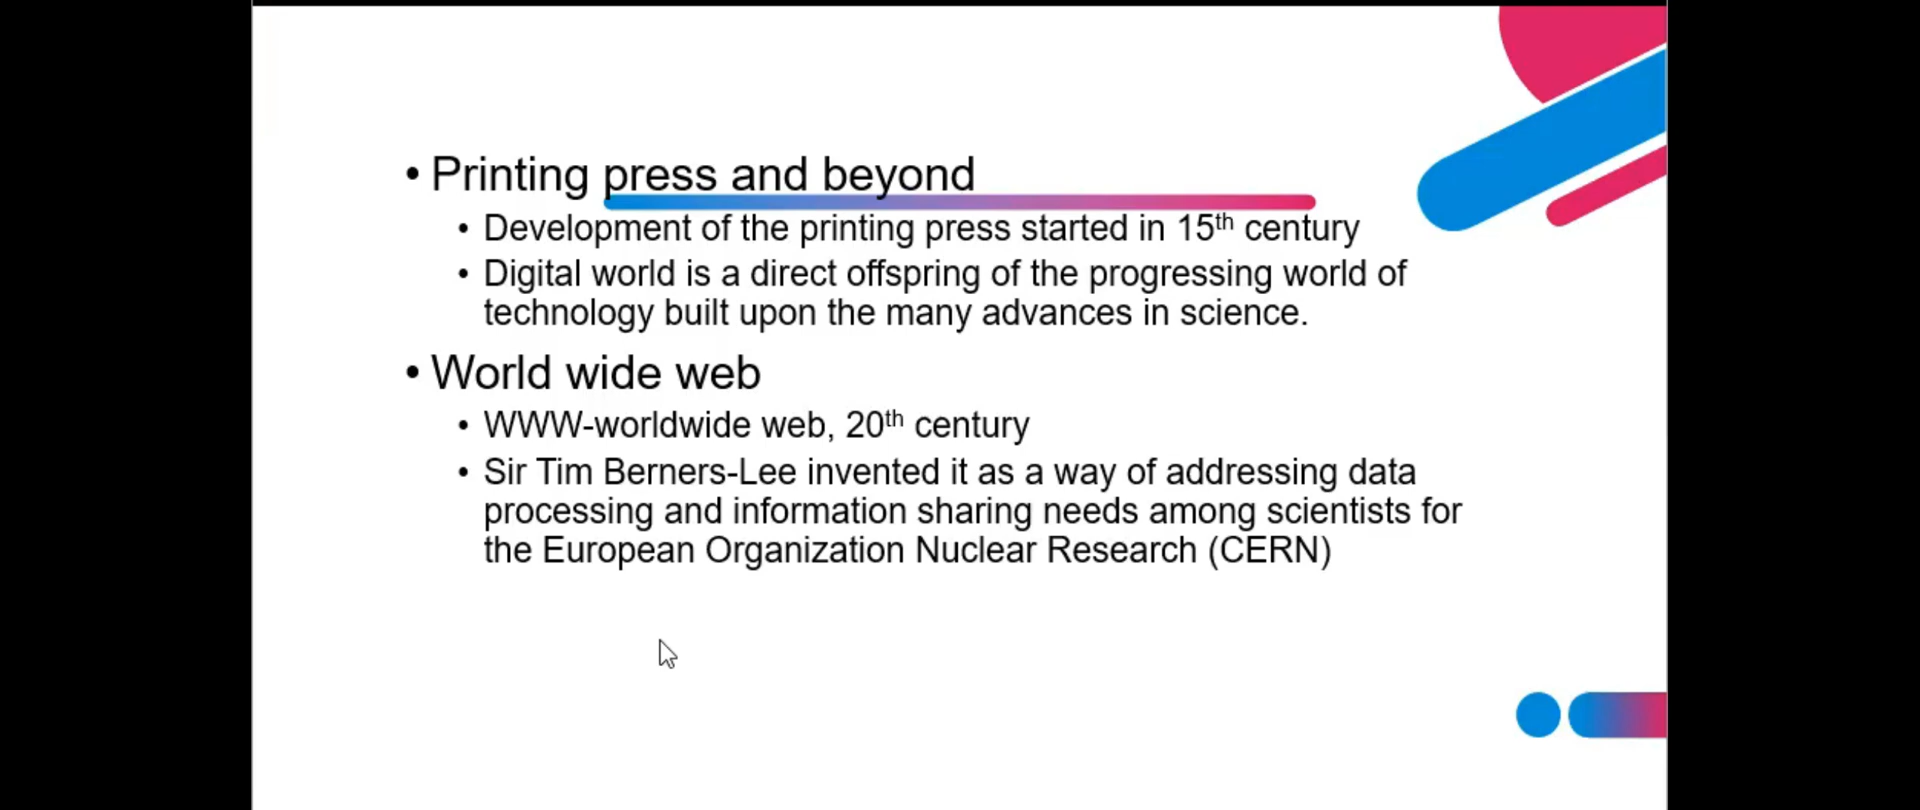 • Printing press and beyond
• Development of the printing press started in 15th century
• Digital world is a direct offspring of the progressing world of
technology built upon the many advances in science.
• World wide web
• WWW-worldwide web, 20th century
• Sir Tim Berners-Lee invented it as a way of addressing data
processing and information sharing needs among scientists for
the European Organization Nuclear Research (CERN)